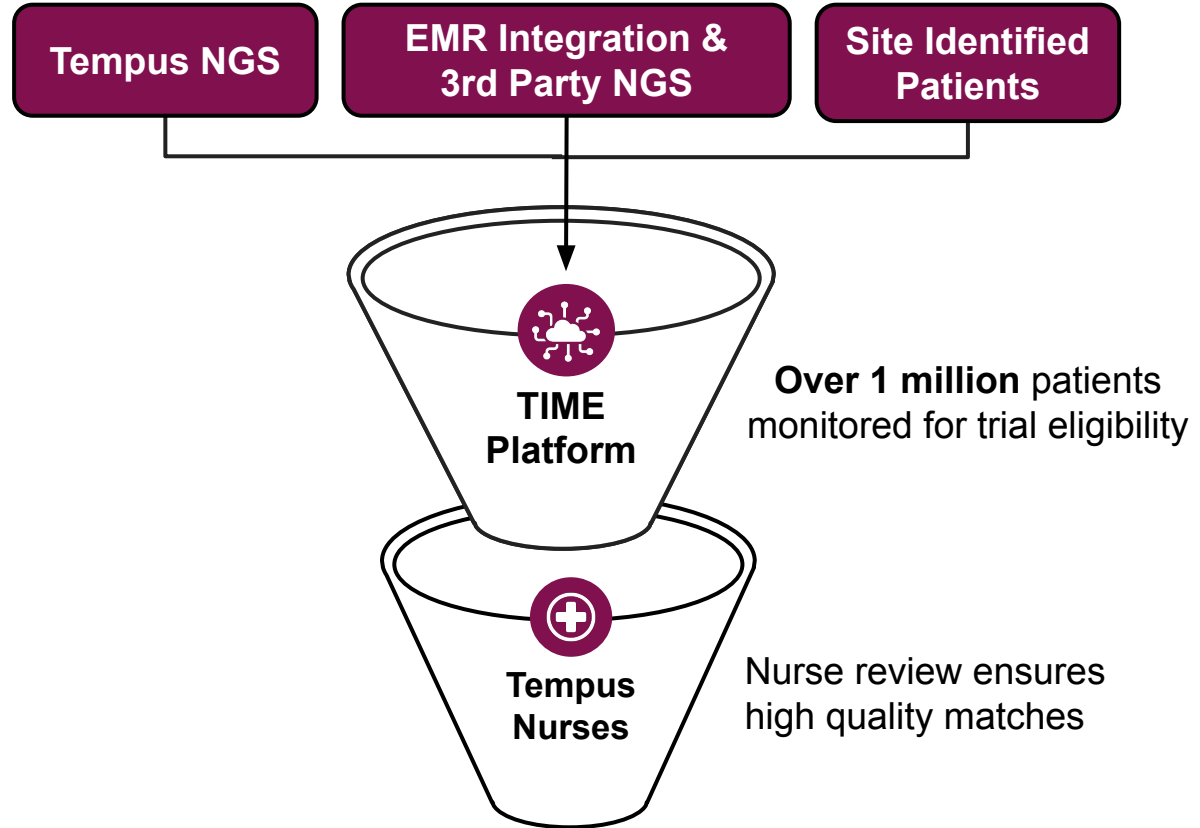 Tempus NGS
EMR Integration &
3rd Party NGS
Site Identified
Patients
TIME
Platform
Over 1 million patients
monitored for trial eligibility
Tempus
Nurses
Nurse review ensures
high quality matches